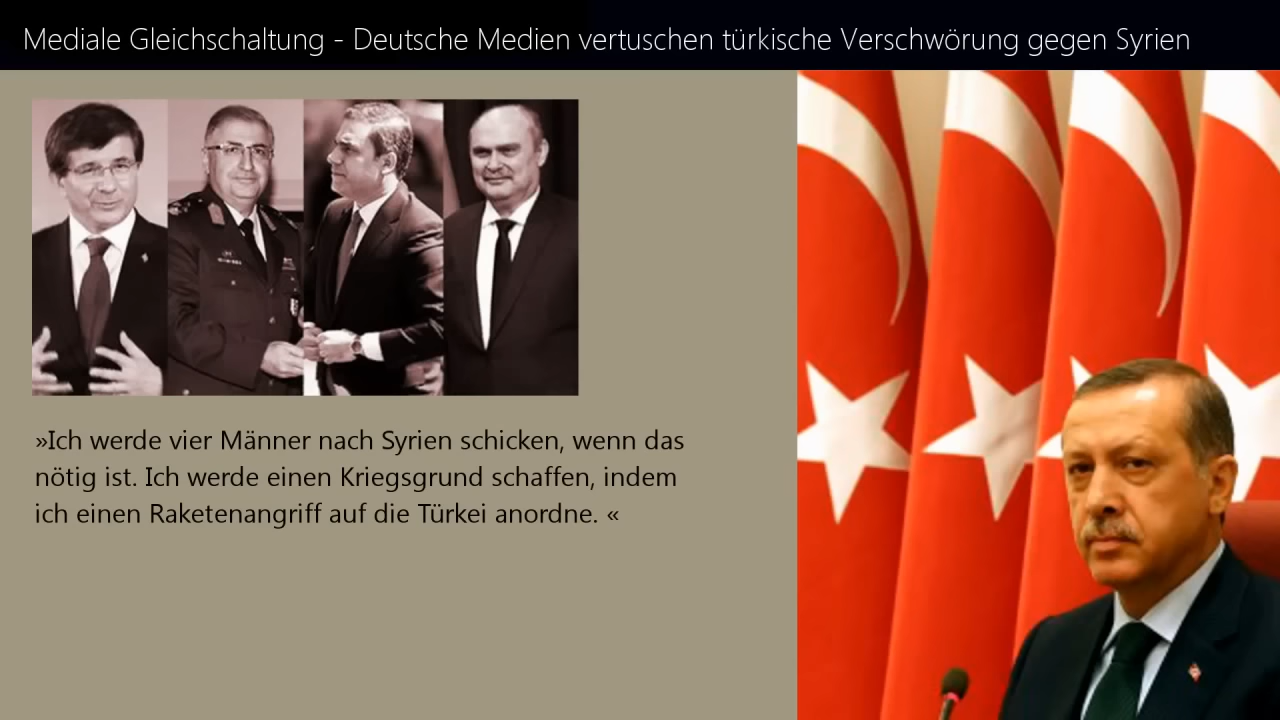 Mediale Gleichschaltung - Deutsche Medien vertuschen türkische Verschwörung gegen Syrien
»Ich werde vier Männer nach Syrien schicken, wenn das
nötig ist. Ich werde einen Kriegsgrund schaffen, indem
ich einen Raketenangriff auf die Türkei anordne. «